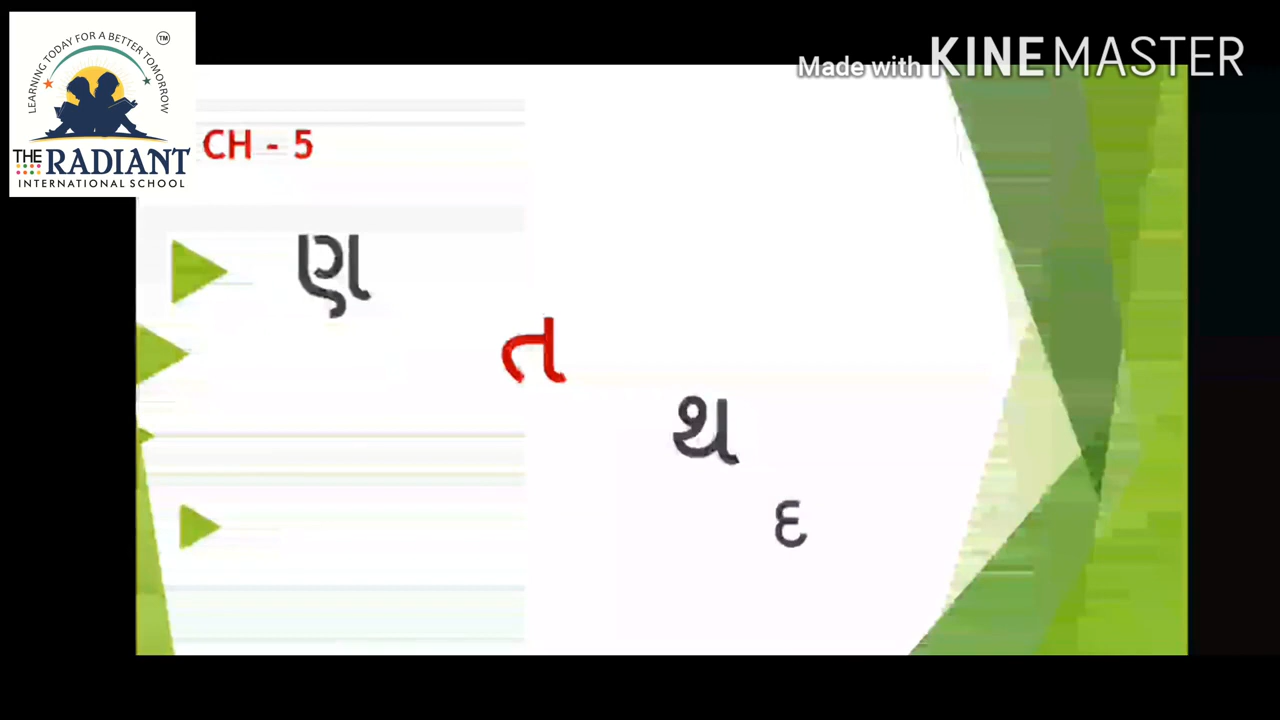 LEARNING TODAY FOR A BETTER TOMORROW
TM
THE RADIANT
INTERNATIONAL SCHOOL
Made with KINEMASTER
CH - 5
ણ
ત
થ
દ